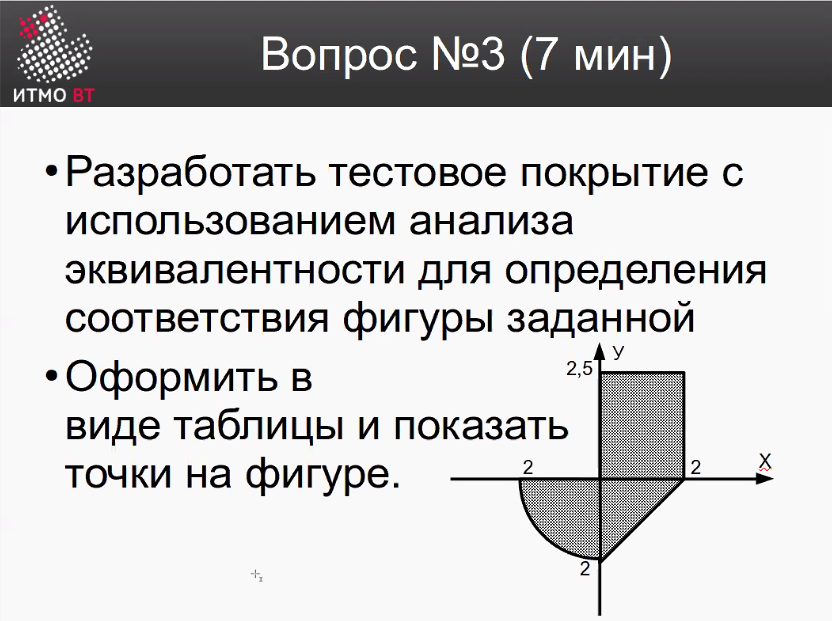 ИТМО ВТ
Вопрос №3 (7 мин)
• Разработать тестовое покрытие с
использованием анализа
эквивалентности для определения
соответствия фигуры заданной
• Оформить в
виде таблицы и показать
точки на фигуре.
У
2,5
2
2
X
2